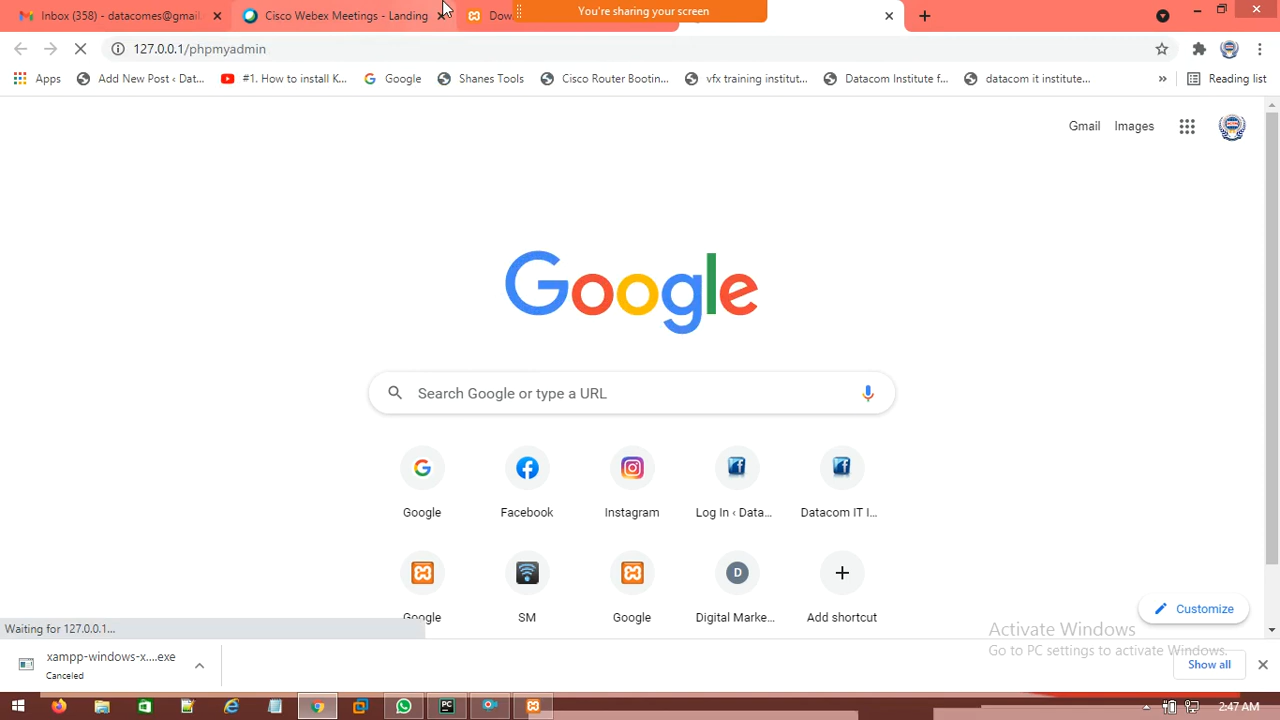 Inbox (358) - datacomes@gmail
Cisco Webex Meetings - Landing
Dow
You're sharing your screen
127.0.0.1/phpmyadmin
Apps
Add New Post ‹ Dat...
#1. How to install K...
Google
Shanes Tools
Cisco Router Bootin...
vfx training institut...
Datacom Institute f...
datacom it institute...
»
Reading list
Gmail
Images
Google
Search Google or type a URL
Google
Facebook
Instagram
Log In ‹ Data...
Datacom IT I...
D
Google
SM
Google
Digital Marke...
Add shortcut
Customize
Waiting for 127.0.0.1...
Activate Windows
Go to PC settings to activate Windows.
xampp-windows-x....exe
Canceled
Show all
2:47 AM